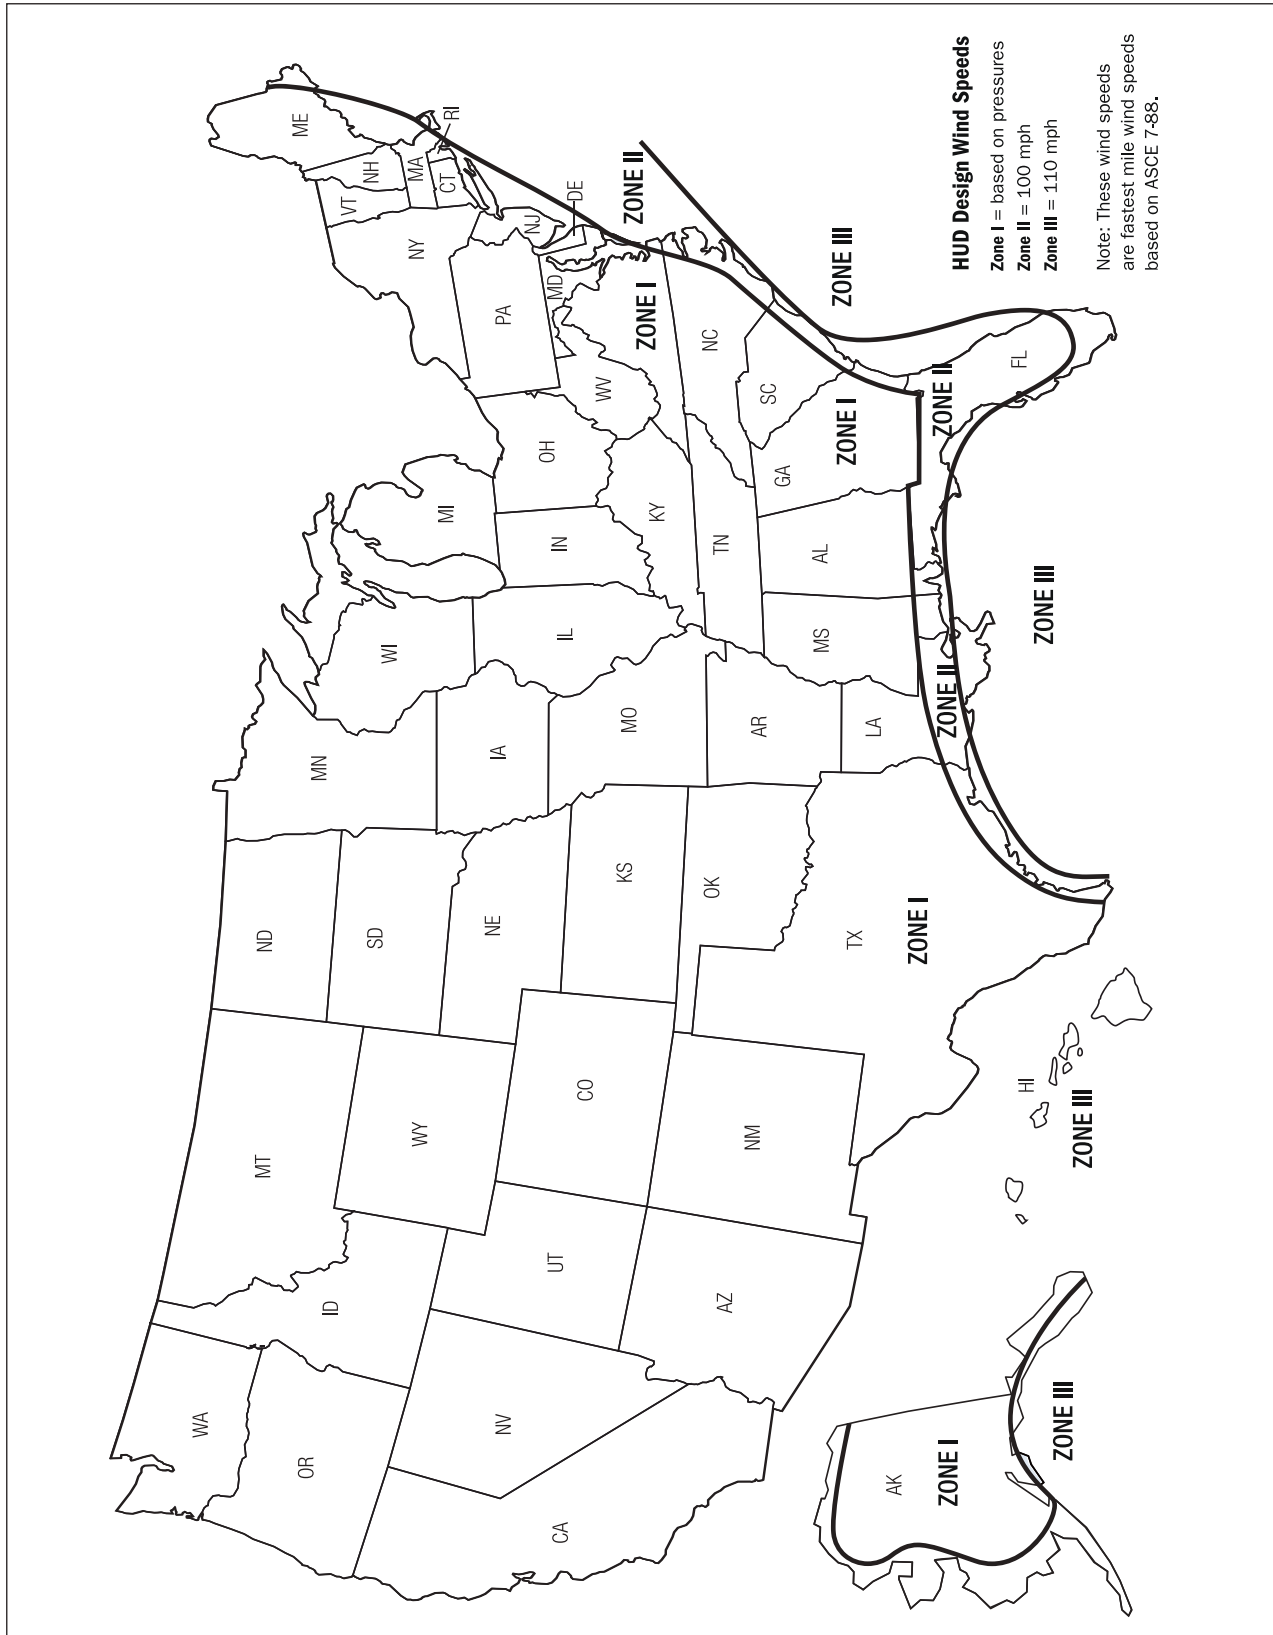 WA
OR
CA
NV
ID
MT
WY
UT
AZ
CO
NM
ND
SD
NE
KS
OK
TX
ZONE I
MN
IA
MO
AR
LA
ZONE II
WI
IL
MS
MI
IN
KY
TN
AL
ZONE III
OH
WV
GA
ZONE I
SC
NC
ZONE I
FL
ZONE II
PA
NY
MD
NJ
DE
VT
NH
ME
MA
CT
RI
ZONE II
ZONE III
AK
ZONE I
ZONE III
HI
ZONE III
HUD Design Wind Speeds
Zone I = based on pressures
Zone II = 100 mph
Zone III = 110 mph
Note: These wind speeds
are fastest mile wind speeds
based on ASCE 7-88.